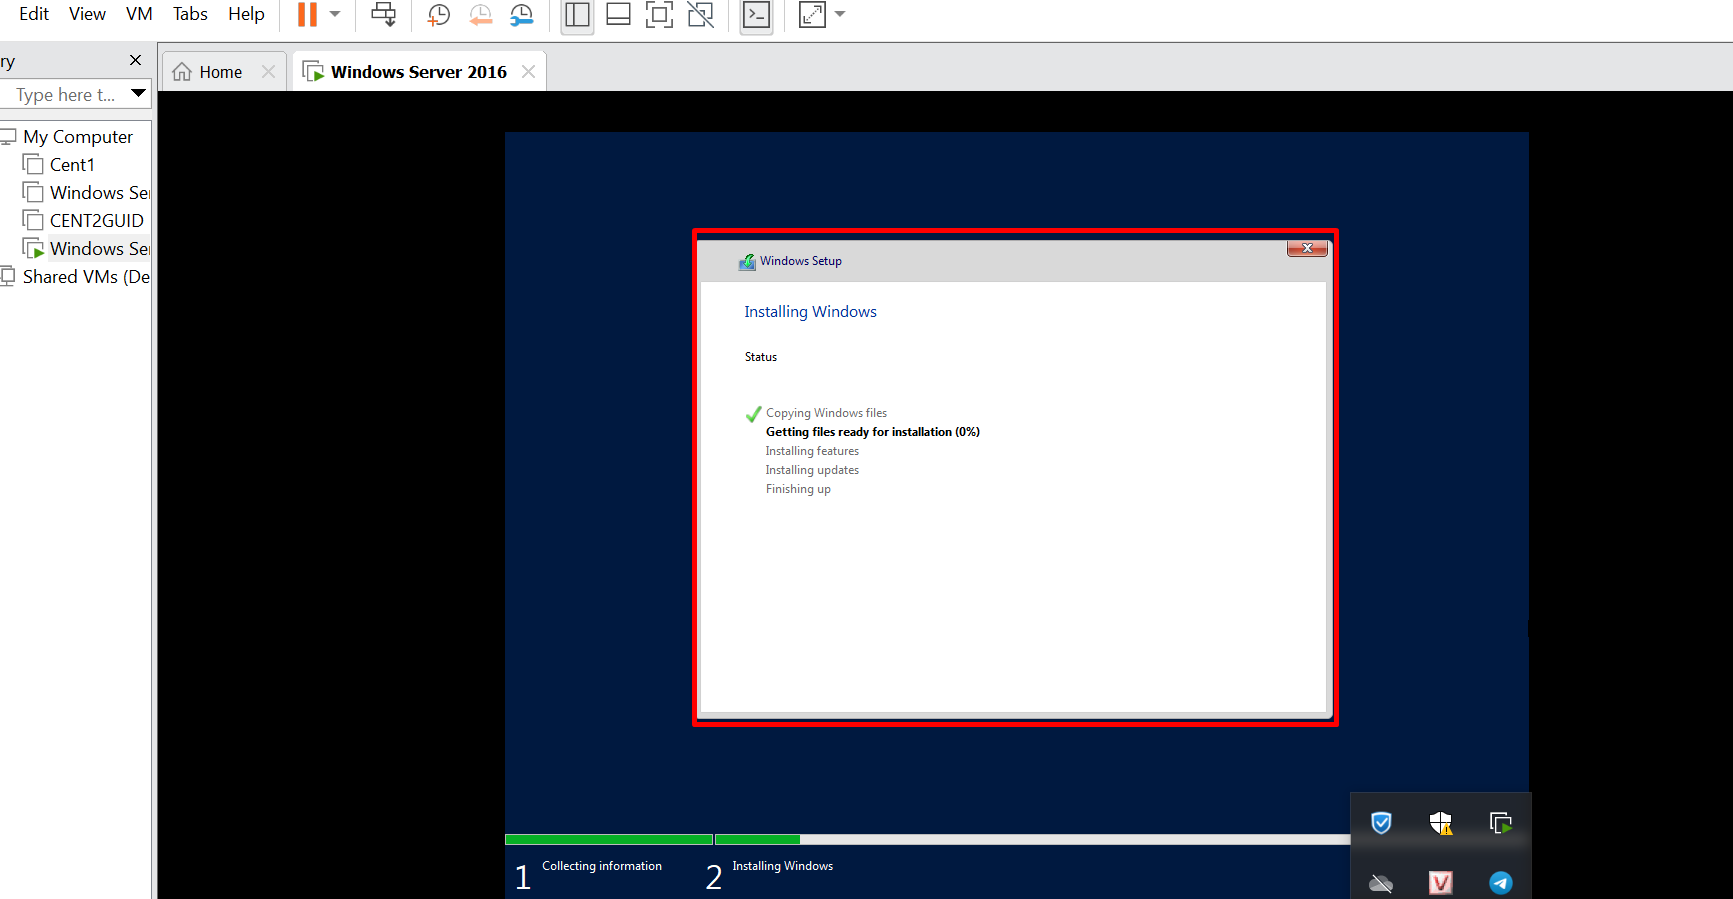 Edit View VM Tabs Help
ry
Home
Windows Server 2016
Type here t...
My Computer
Cent1
Windows Se
CENT2GUID
Windows Se
Shared VMs (De
Windows Setup
Installing Windows
Status
Copying Windows files
Getting files ready for installation (0%)
Installing features
Installing updates
Finishing up
1 Collecting information
2 Installing Windows